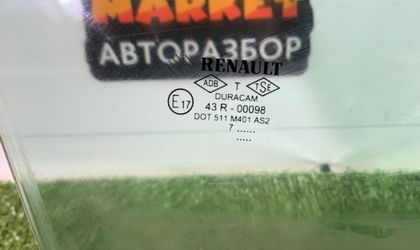 MARKET
АВТОРАЗБОР
RENAULT
ADB T TSE
DURACAM
E17 43 R - 00098
DOT 511 M401 AS2
7 ......
.....